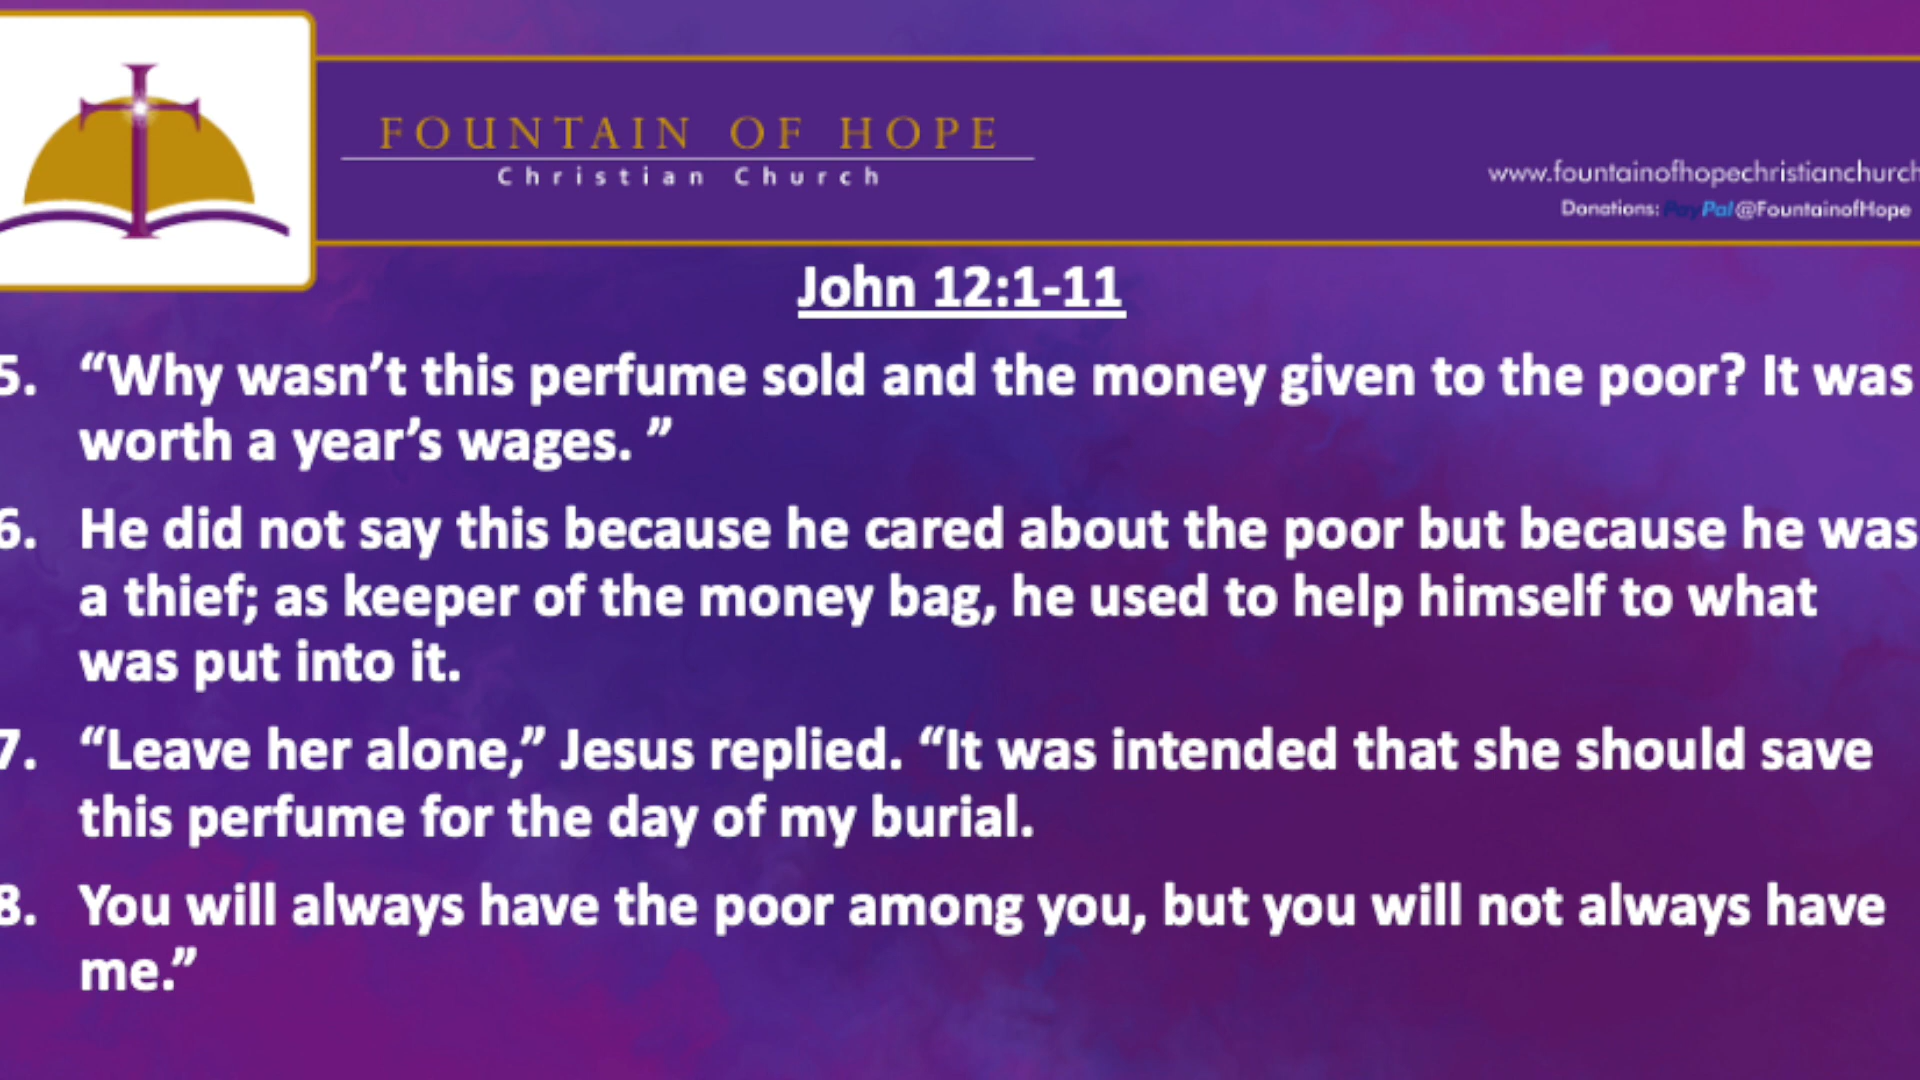 FOUNTAIN OF HOPE
Christian Church
www.fountainofhopechristianchurch
Donations: PayPal@FountainofHope
John 12:1-11
5. “Why wasn’t this perfume sold and the money given to the poor? It was
worth a year’s wages. ”
6. He did not say this because he cared about the poor but because he was
a thief; as keeper of the money bag, he used to help himself to what
was put into it.
7. “Leave her alone,” Jesus replied. “It was intended that she should save
this perfume for the day of my burial.
8. You will always have the poor among you, but you will not always have
me.”